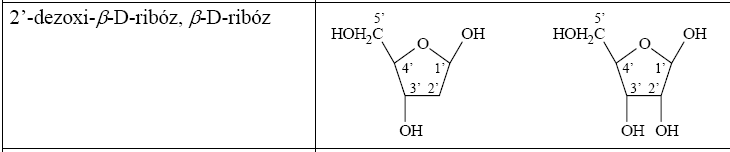 2’-dezoxi-β-D-ribóz, β-D-ribóz
5’
HOH2C
O
OH
4’
1’
3’ 2’
OH
5’
HOH2C
O
OH
4’
1’
3’ 2’
OH OH